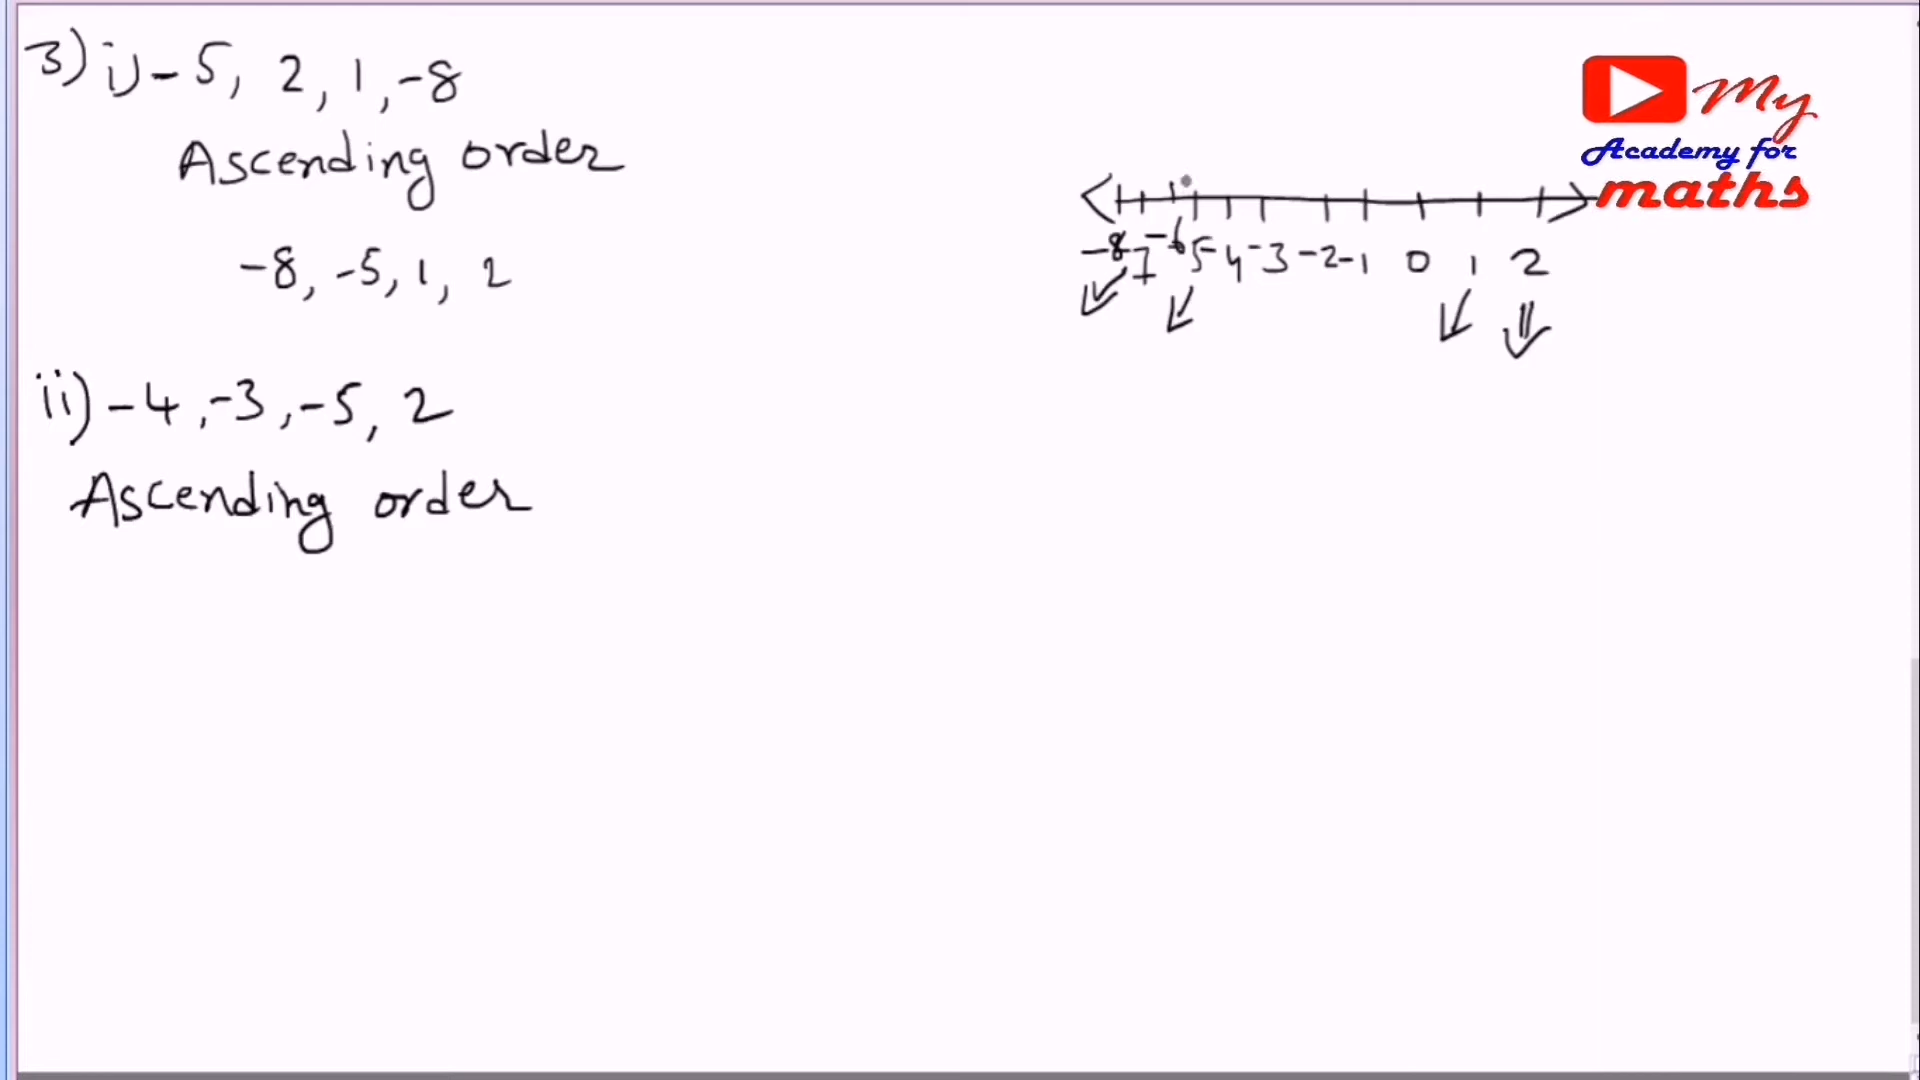 3) i) -5, 2, 1, -8
Ascending order
-8, -5, 1, 2
ii) -4, -3, -5, 2
Ascending order
My
Academy for
maths
-8 7 -6 5 -4 -3 -2 -1 0 1 2